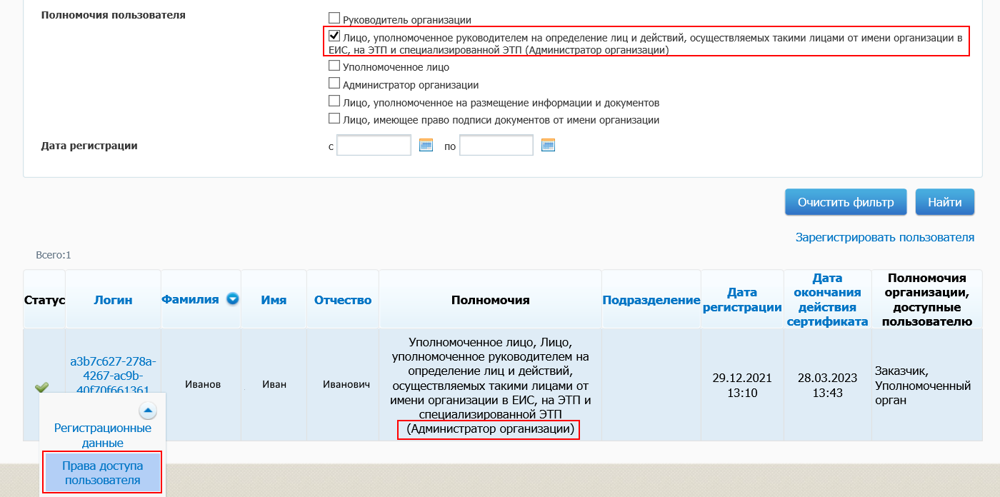 Полномочия пользователя
Руководитель организации
Лицо, уполномоченное руководителем на определение лиц и действий, осуществляемых такими лицами от имени организации в
ЕИС, на ЭТП и специализированной ЭТП (Администратор организации)
Уполномоченное лицо
Администратор организации
Лицо, уполномоченное на размещение информации и документов
Лицо, имеющее право подписи документов от имени организации
Дата регистрации
с
по
Очистить фильтр
Найти
Зарегистрировать пользователя
Всего:1
Статус
Логин
Фамилия
Имя
Отчество
Полномочия
Подразделение
Дата
регистрации
Дата
окончания
действия
сертификата
Полномочия
организации,
доступные
пользователю
a3b7c627-278a-
4267-ac9b-
40f70f661361
Иванов
Иван
Иванович
Уполномоченное лицо, Лицо,
уполномоченное руководителем на
определение лиц и действий,
осуществляемых такими лицами от
имени организации в ЕИС, на ЭТП и
специализированной ЭТП
(Администратор организации)
29.12.2021
13:10
28.03.2023
13:43
Заказчик,
Уполномоченный
орган
Регистрационные
данные
Права доступа
пользователя